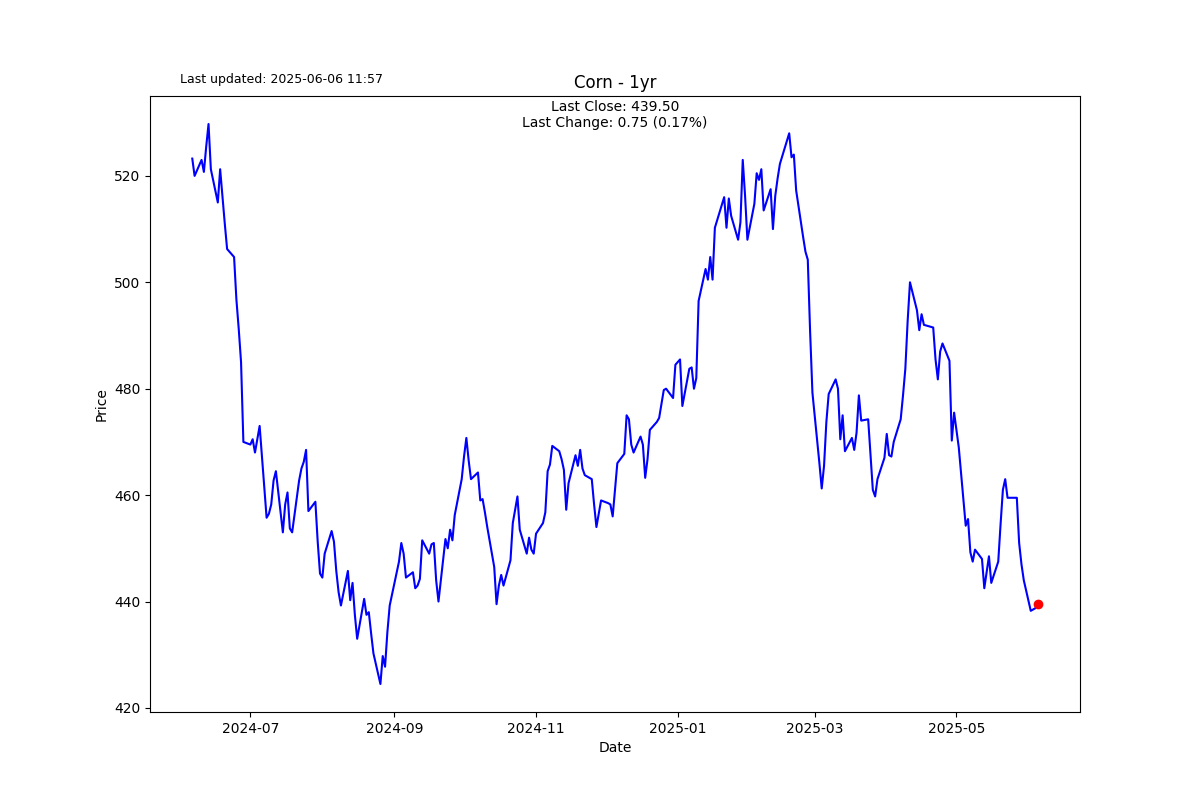 Last updated: 2025-06-06 11:57
Corn - 1yr
Last Close: 439.50
Last Change: 0.75 (0.17%)
Price
520
500
480
460
440
420
2024-07
2024-09
2024-11
2025-01
2025-03
2025-05
Date